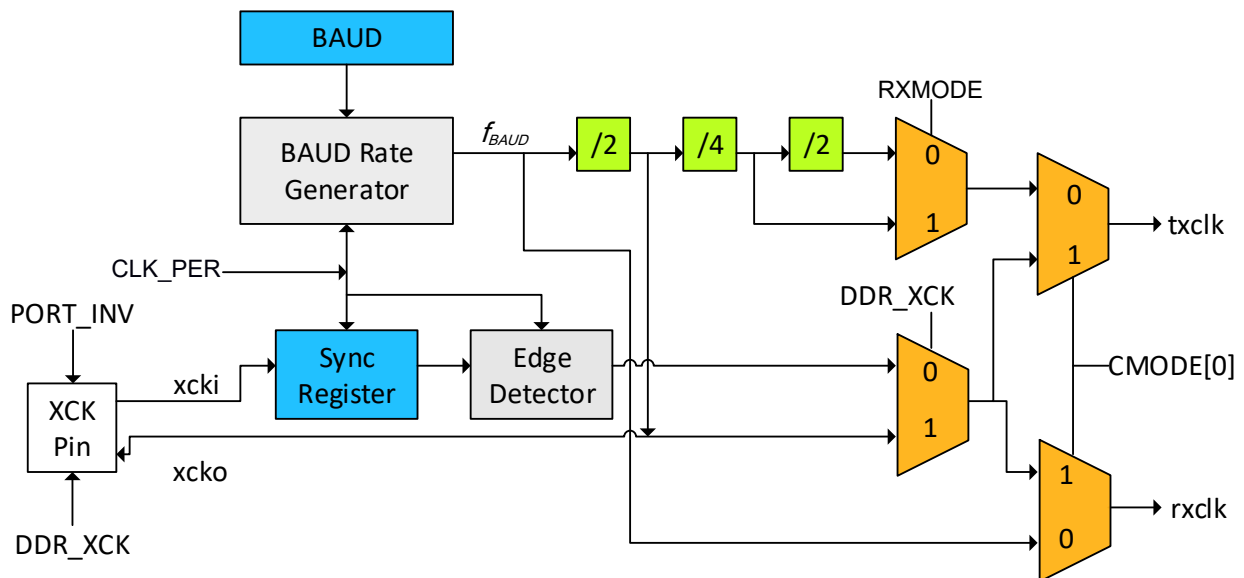 BAUD
RXMODE
BAUD Rate
Generator
fBAUD
/2
/4
/2
0
1
0
1
txclk
CLK_PER
DDR_XCK
PORT_INV
Sync
Register
Edge
Detector
0
1
CMODE[0]
xcki
XCK
Pin
xcko
1
0
rxclk
DDR_XCK